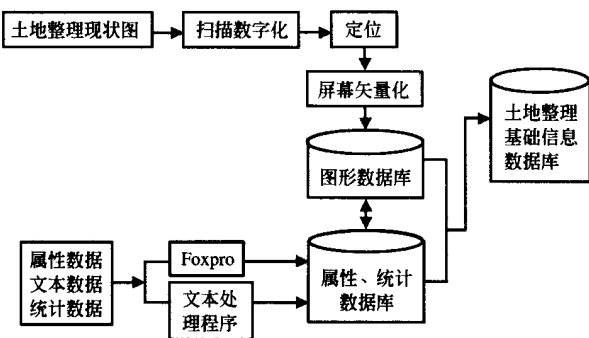 土地整理现状图
扫描数字化
定位
屏幕矢量化
土地整理
基础信息
数据库
图形数据库
属性数据
文本数据
统计数据
Foxpro
文本处
理程序
属性、统计
数据库